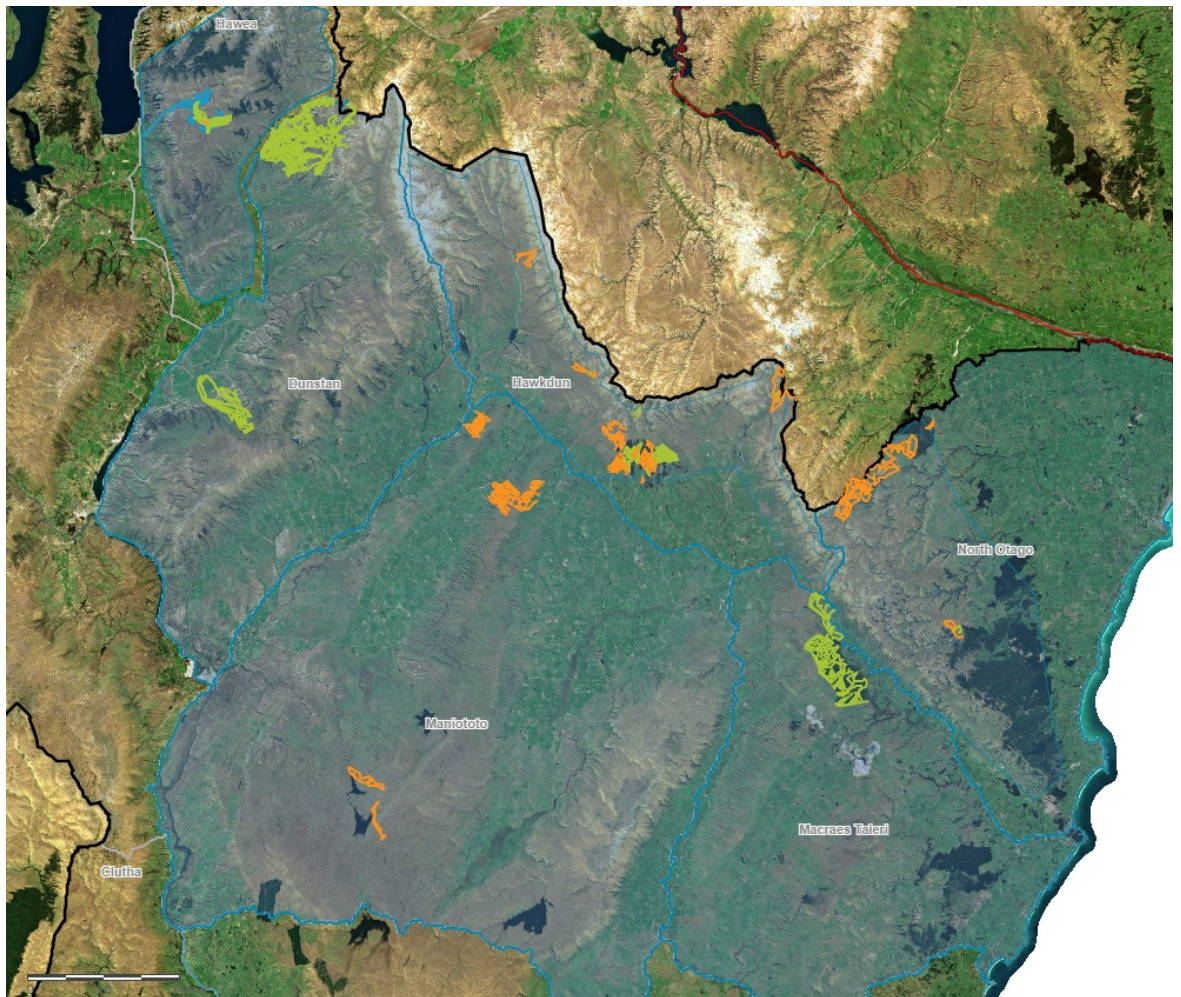 Hawea
Dunstan
Hawkdun
North Otago
Maniototo
Macraes Taieri
Clutha